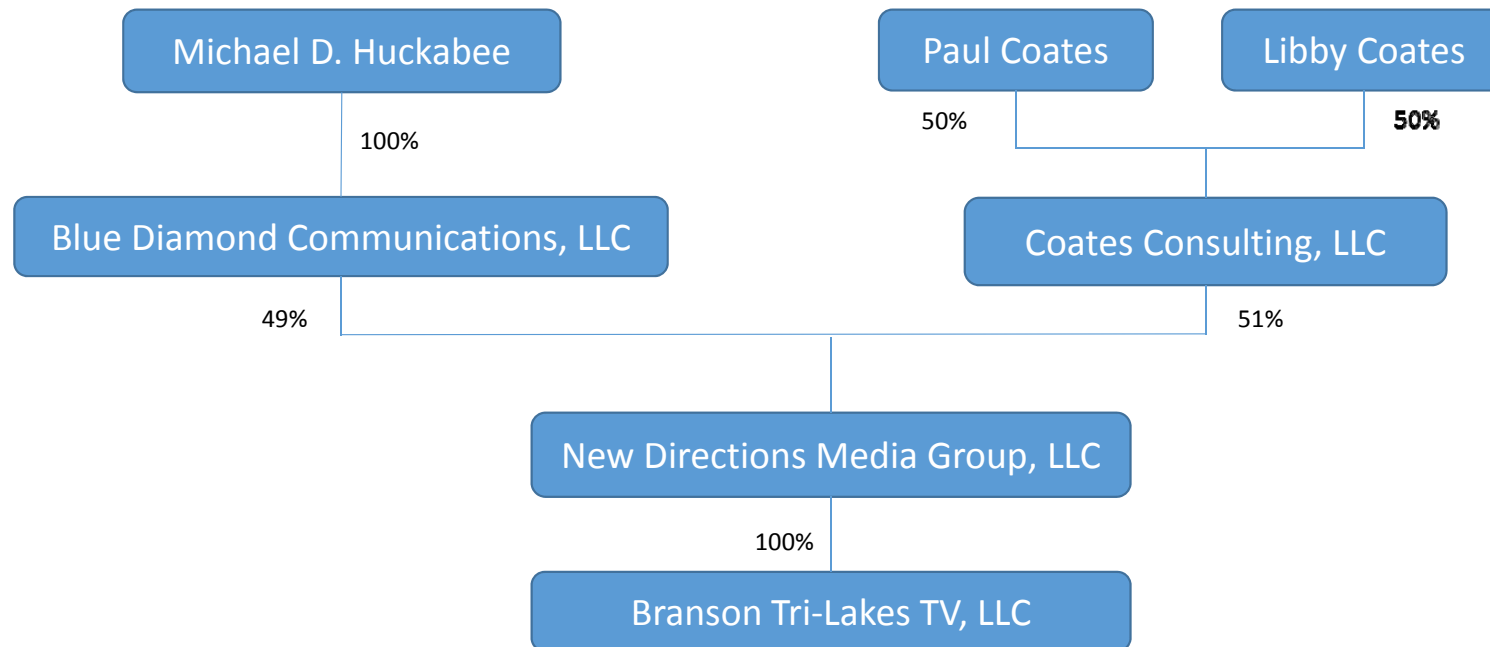 Michael D. Huckabee
Paul Coates
Libby Coates
100%
50%
50%
Blue Diamond Communications, LLC
Coates Consulting, LLC
49%
51%
New Directions Media Group, LLC
100%
Branson Tri-Lakes TV, LLC